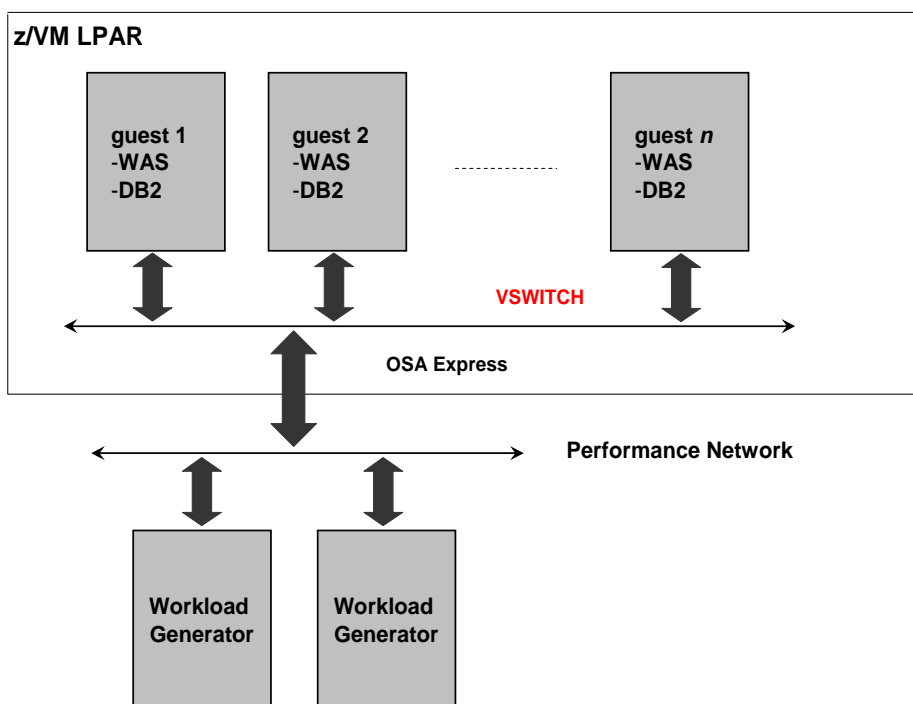 z/VM LPAR
guest 1
-WAS
-DB2
guest 2
-WAS
-DB2
guest n
-WAS
-DB2
VSWITCH
OSA Express
Performance Network
Workload
Generator
Workload
Generator